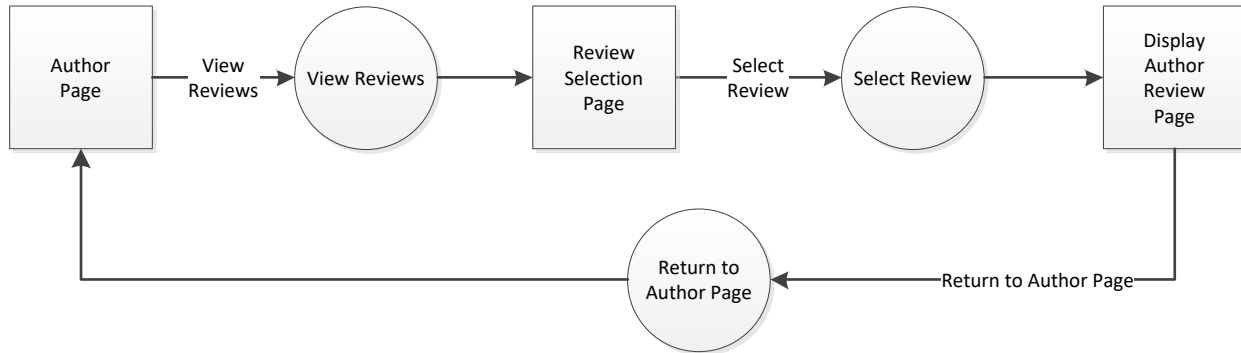 Author
Page
View
Reviews
View Reviews
Review
Selection
Page
Select
Review
Select Review
Display
Author
Review
Page
Return to
Author Page
Return to Author Page